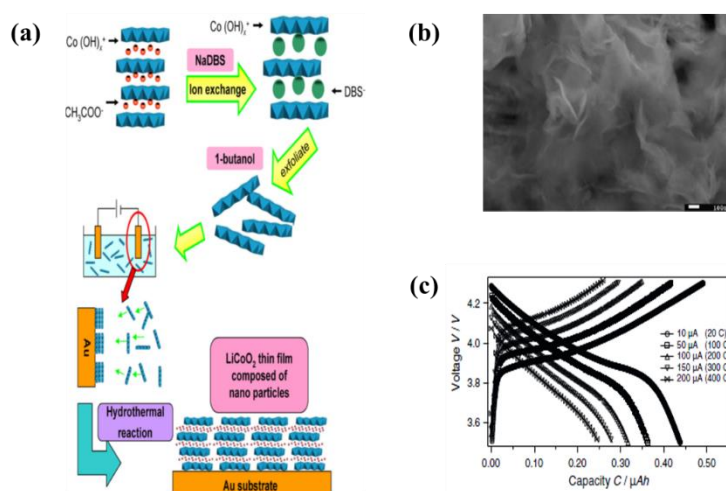 (a)
Co (OH)ₓ⁺
CH₃COO⁻
NaDBS
Ion exchange
Co (OH)ₓ⁺
DBS⁻
1-butanol
exfoliate
Au
Hydrothermal
reaction
LiCoO₂ thin film
composed of
nano particles
Au substrate
(b)
(c)
Voltage V / V
4.2
4.0
3.8
3.6
10 μA (20 C)
50 μA (100 C
100 μA (200 C
150 μA (300 C
200 μA (400 C
0.00 0.10 0.20 0.30 0.40 0.50
Capacity C / μAh